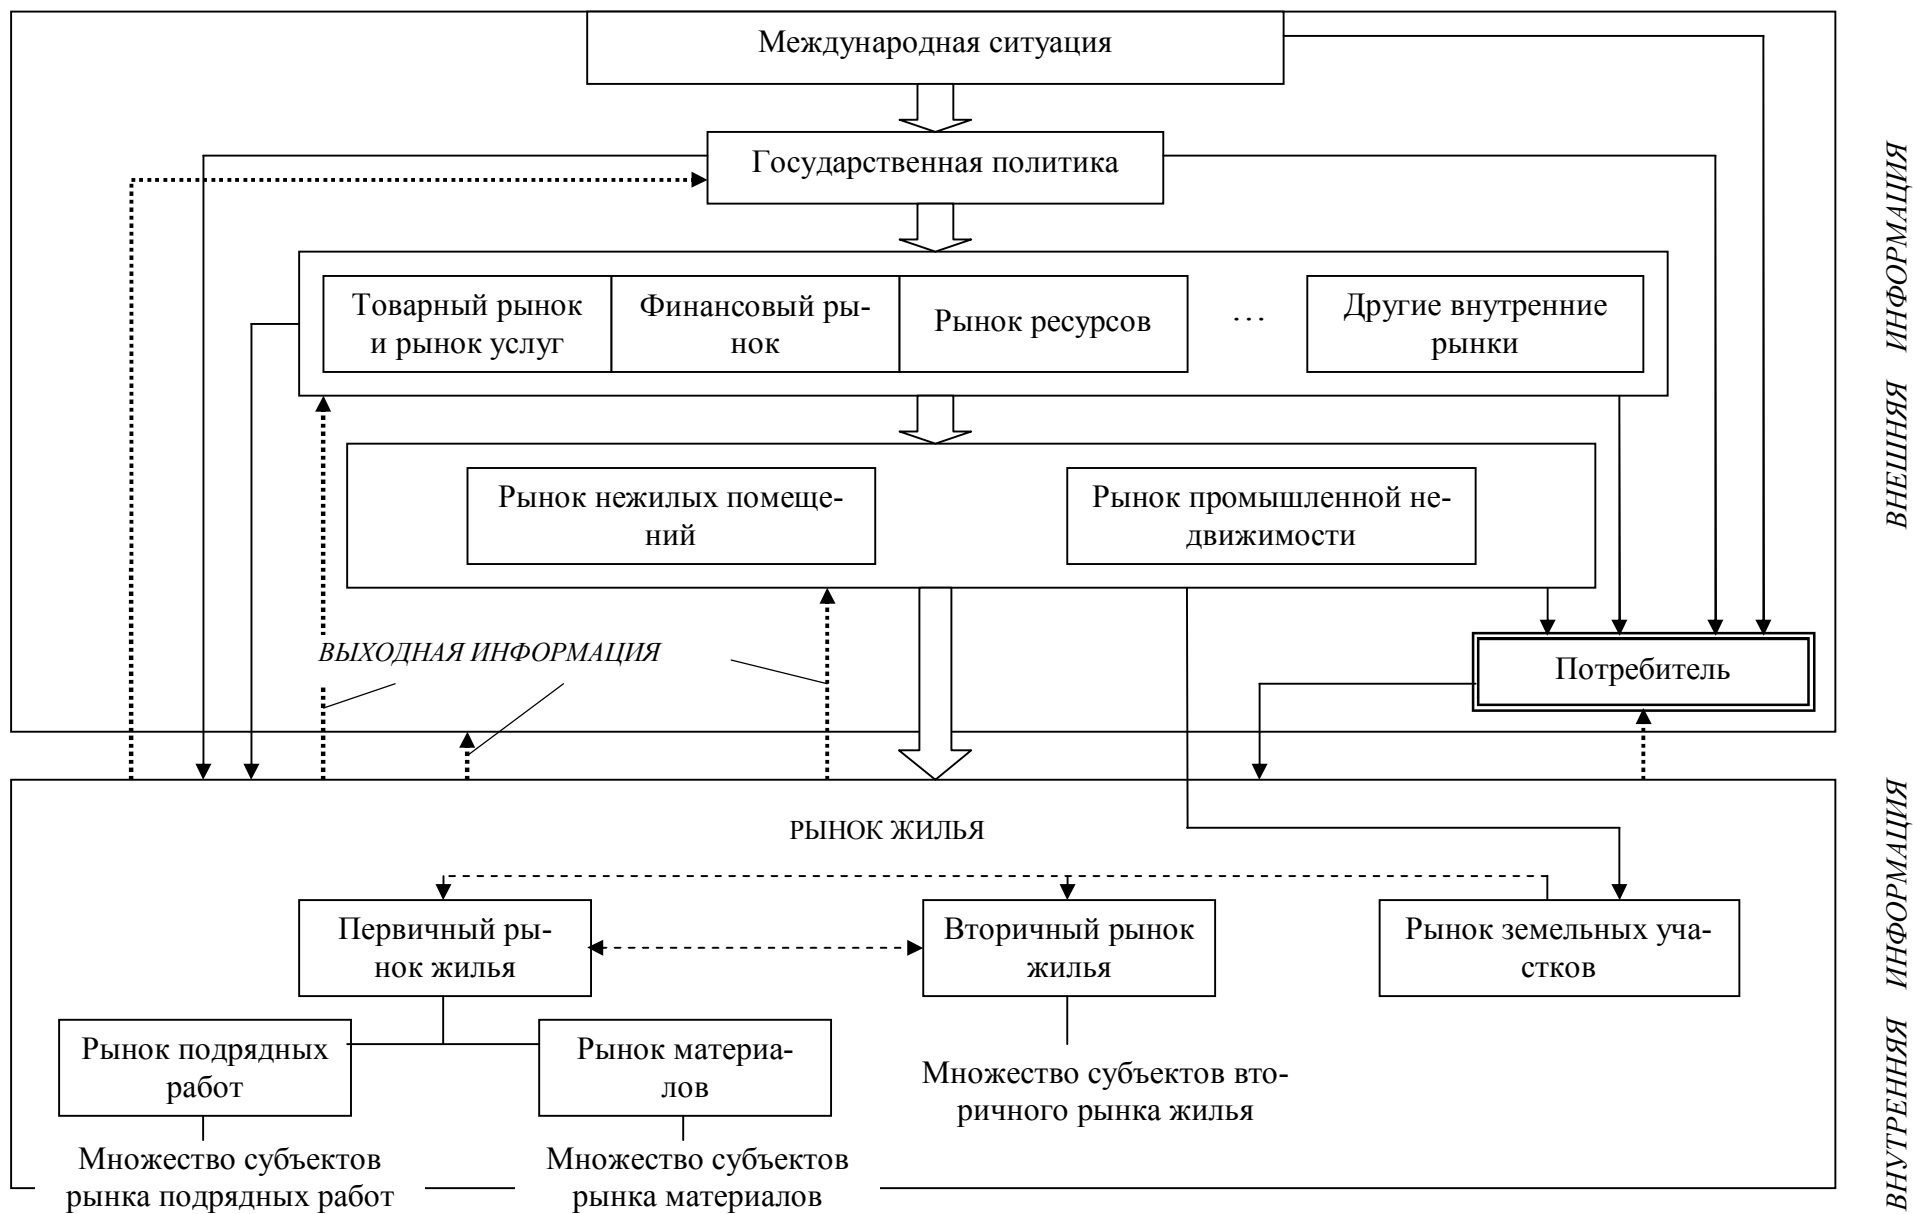 Международная ситуация
Государственная политика
Товарный рынок
и рынок услуг
Финансовый ры-
нок
Рынок ресурсов
…
Другие внутренние
рынки
Рынок нежилых помеще-
ний
Рынок промышленной не-
движимости
ВЫХОДНАЯ ИНФОРМАЦИЯ
Потребитель
ВНЕШНЯЯ ИНФОРМАЦИЯ
РЫНОК ЖИЛЬЯ
Первичный ры-
нок жилья
Вторичный рынок
жилья
Рынок земельных уча-
стков
Рынок подрядных
работ
Рынок материа-
лов
Множество субъектов вто-
ричного рынка жилья
Множество субъектов
рынка подрядных работ
Множество субъектов
рынка материалов
ВНУТРЕННЯЯ ИНФОРМАЦИЯ